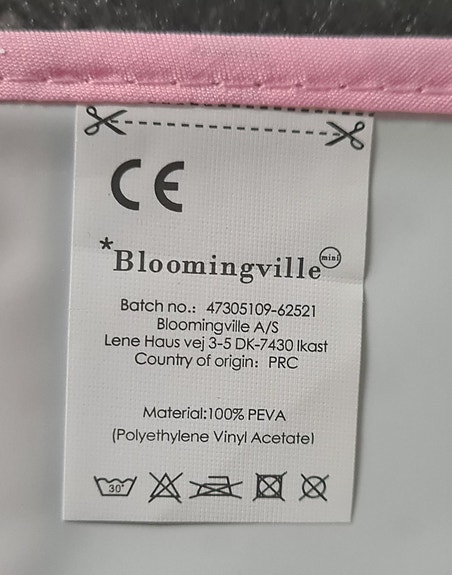 CE
*Bloomingville mini
Batch no.: 47305109-62521
Bloomingville A/S
Lene Haus vej 3-5 DK-7430 Ikast
Country of origin: PRC
Material:100% PEVA
(Polyethylene Vinyl Acetate)
30°